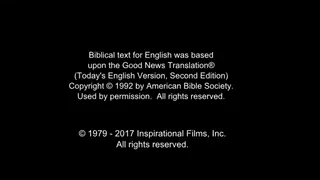 Biblical text for English was based
upon the Good News Translation®
(Today's English Version, Second Edition)
Copyright © 1992 by American Bible Society.
Used by permission.  All rights reserved.
© 1979 - 2017 Inspirational Films, Inc.
All rights reserved.